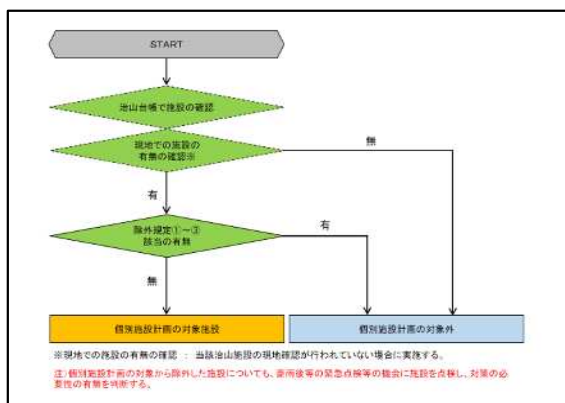 START
治山台帳で施設の確認
現地での施設の
有無の確認※
無
有
除外規定①～③
該当の有無
有
無
個別施設計画の対象施設
個別施設計画の対象外
※現地での施設の有無の確認 ： 当該治山施設の現地確認が行われていない場合に実施する。
注）個別施設計画の対象から除外した施設についても、豪雨後等の緊急点検等の機会に施設を点検し、対策の必
要性の有無を判断する。